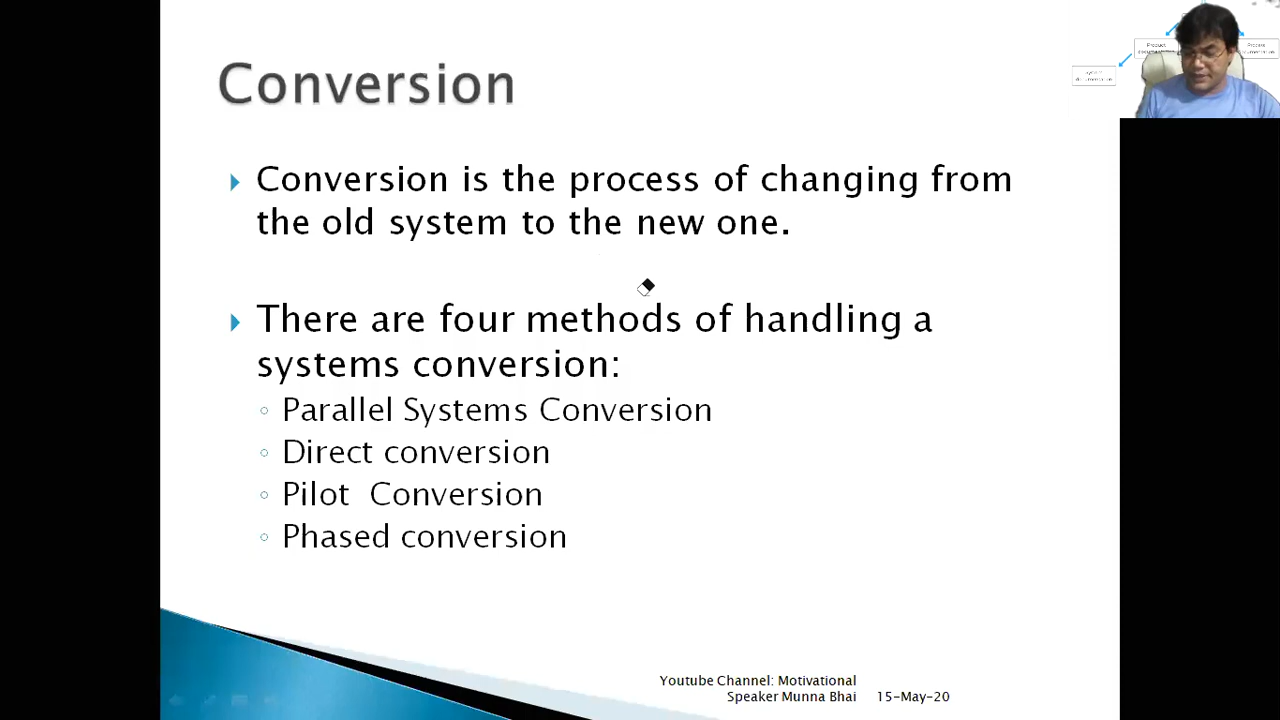 Conversion
Conversion is the process of changing from
the old system to the new one.
There are four methods of handling a
systems conversion:
Parallel Systems Conversion
Direct conversion
Pilot Conversion
Phased conversion
Youtube Channel: Motivational
Speaker Munna Bhai 15-May-20
Product
Process